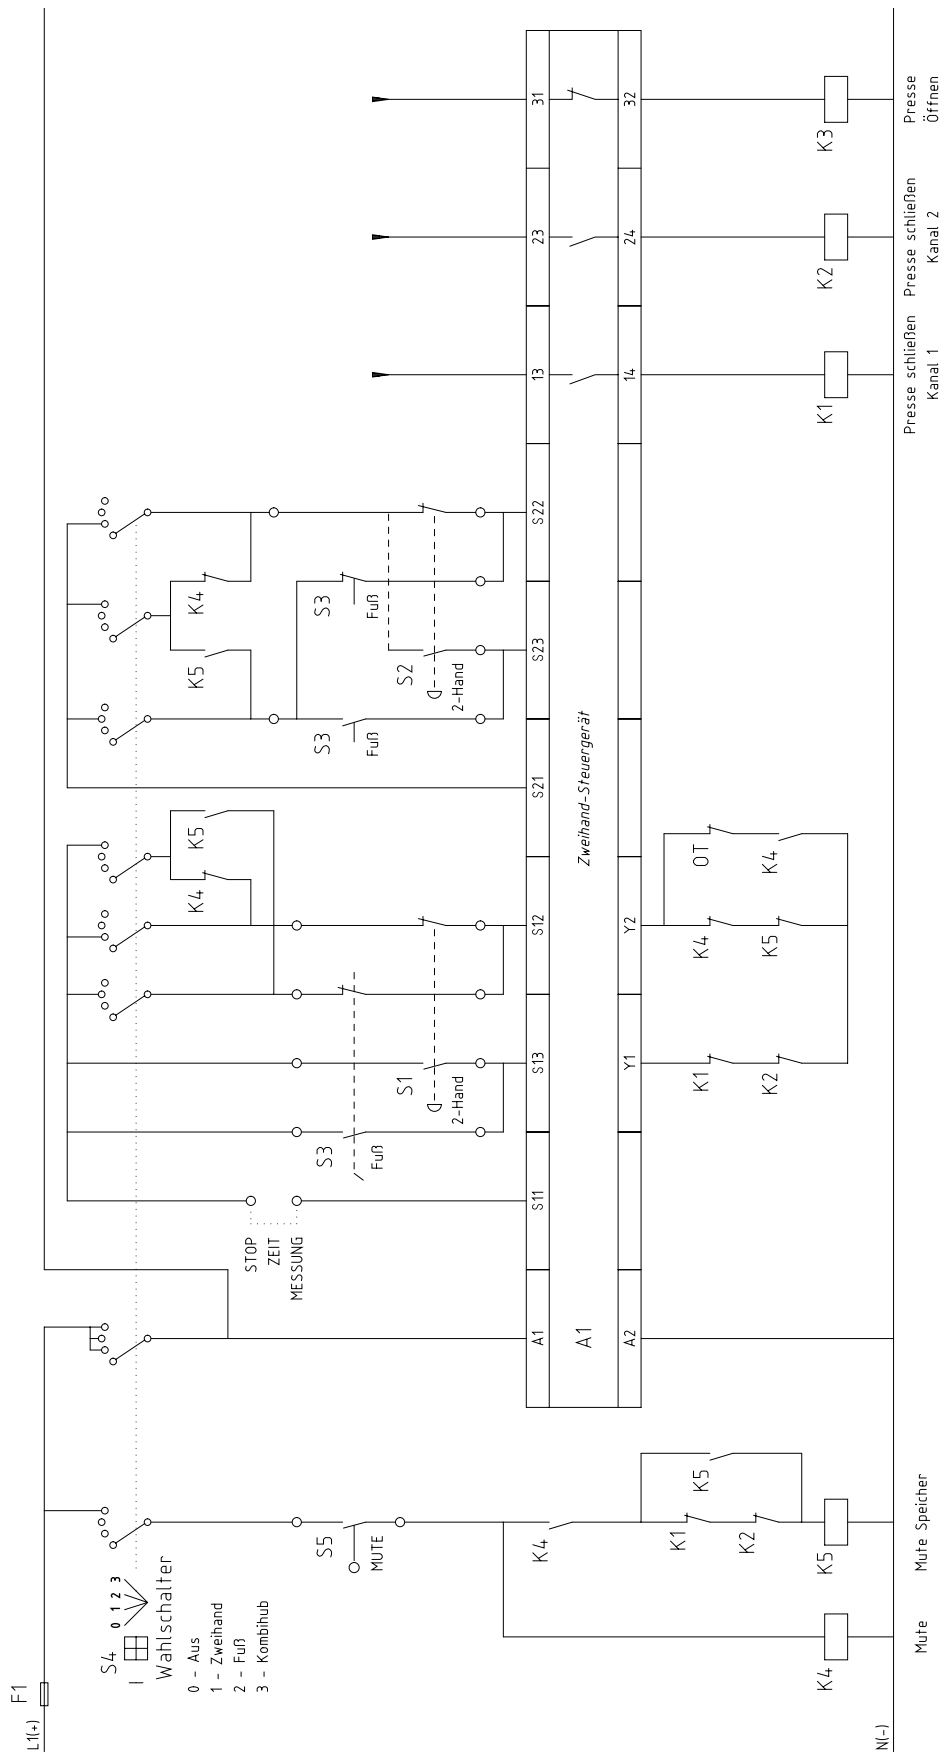 L1(+)
F1
S4
0 1 2 3
Wahlschalter
0 - Aus
1 - Zweihand
2 - Fuß
3 - Kombihub
S5
MUTE
K4
K5
K1
K2
K4
K5
N(-)
Mute
Mute Speicher
STOP
ZEIT
MESSUNG
S3
Fuß
S1
2-Hand
K4
K5
S3
Fuß
S3
Fuß
S2
2-Hand
K5
K4
A1
S11
S13
S12
S21
S23
S22
13
23
31
A1
Zweihand-Steuergerät
A2
Y1
Y2
14
24
32
K1
K2
K4
K5
OT
K4
K1
K2
K3
Presse schließen
Kanal 1
Presse schließen
Kanal 2
Presse
Öffnen